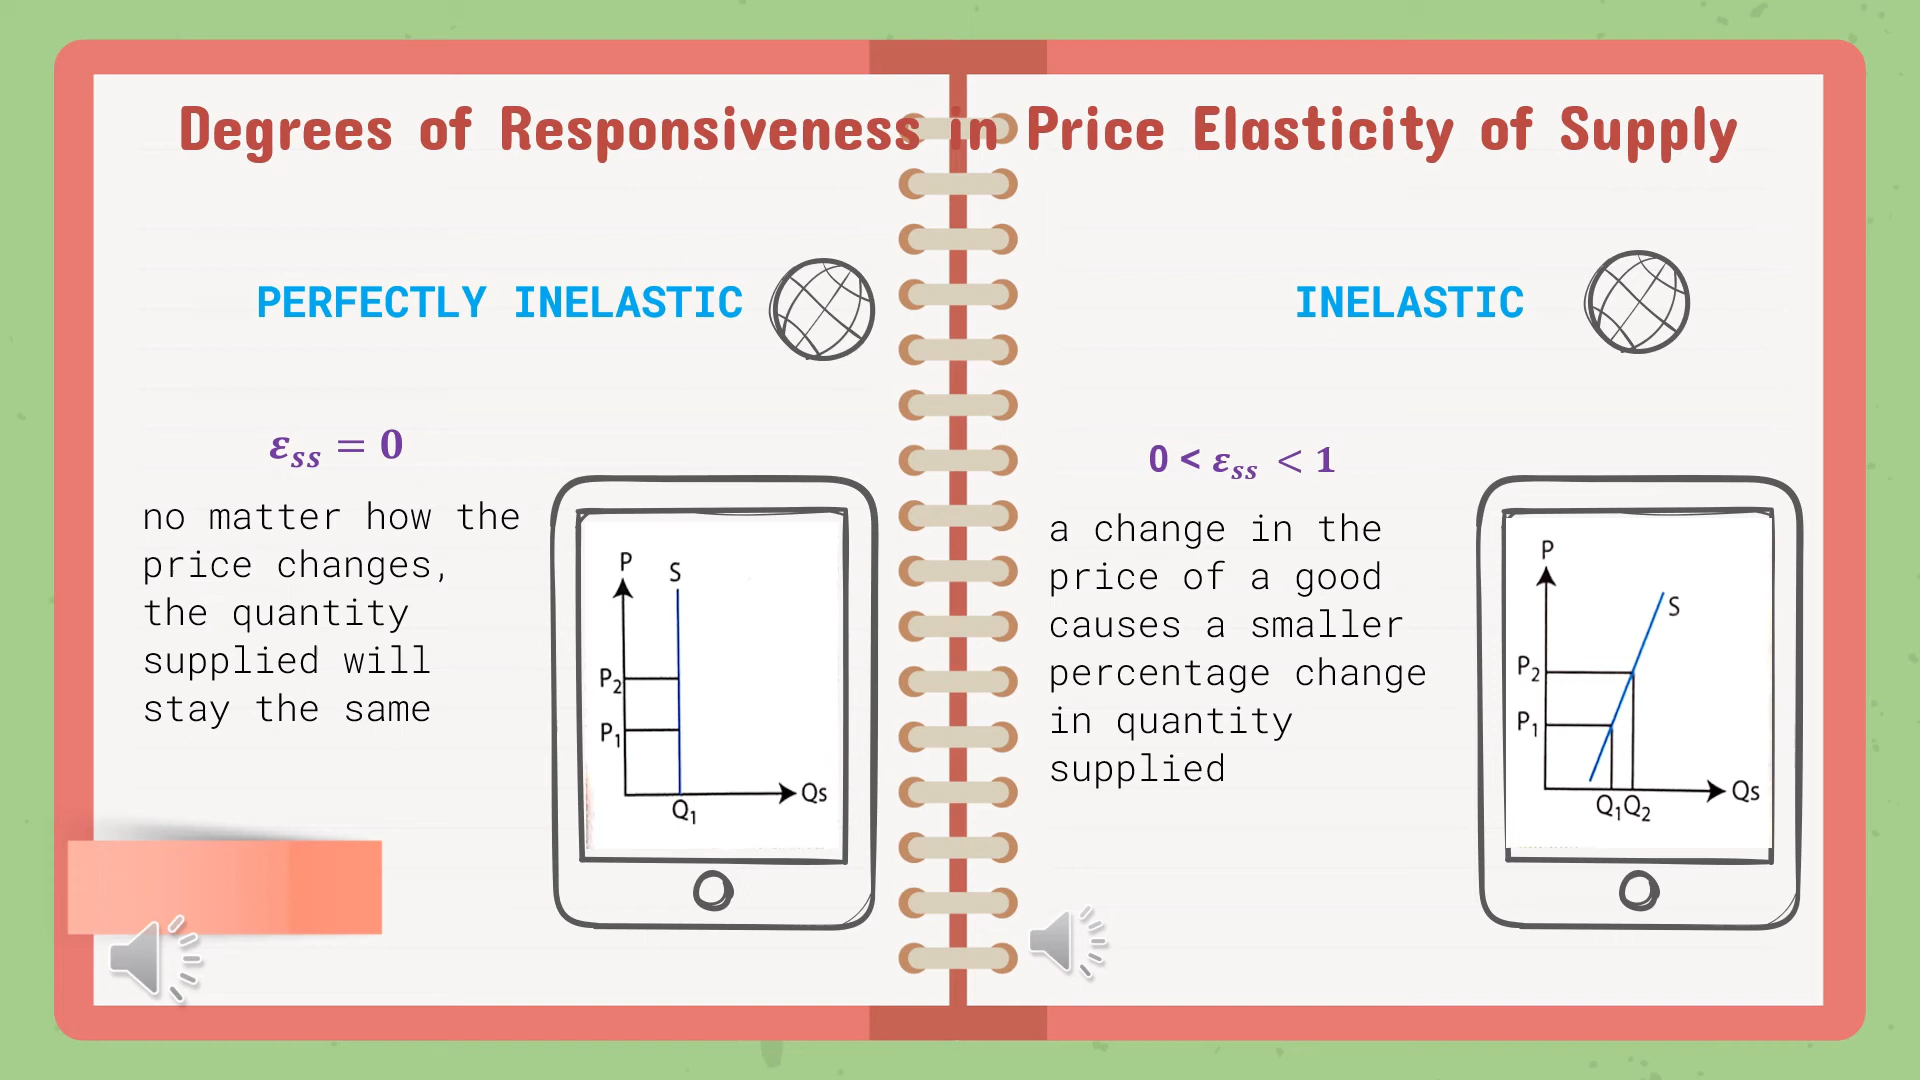 Degrees of Responsiveness in Price Elasticity of Supply
PERFECTLY INELASTIC
εss = 0
no matter how the
price changes,
the quantity
supplied will
stay the same
P
S
P2
P1
Q1
Qs
INELASTIC
0 < εss < 1
a change in the
price of a good
causes a smaller
percentage change
in quantity
supplied
P
S
P2
P1
Q1 Q2
Qs